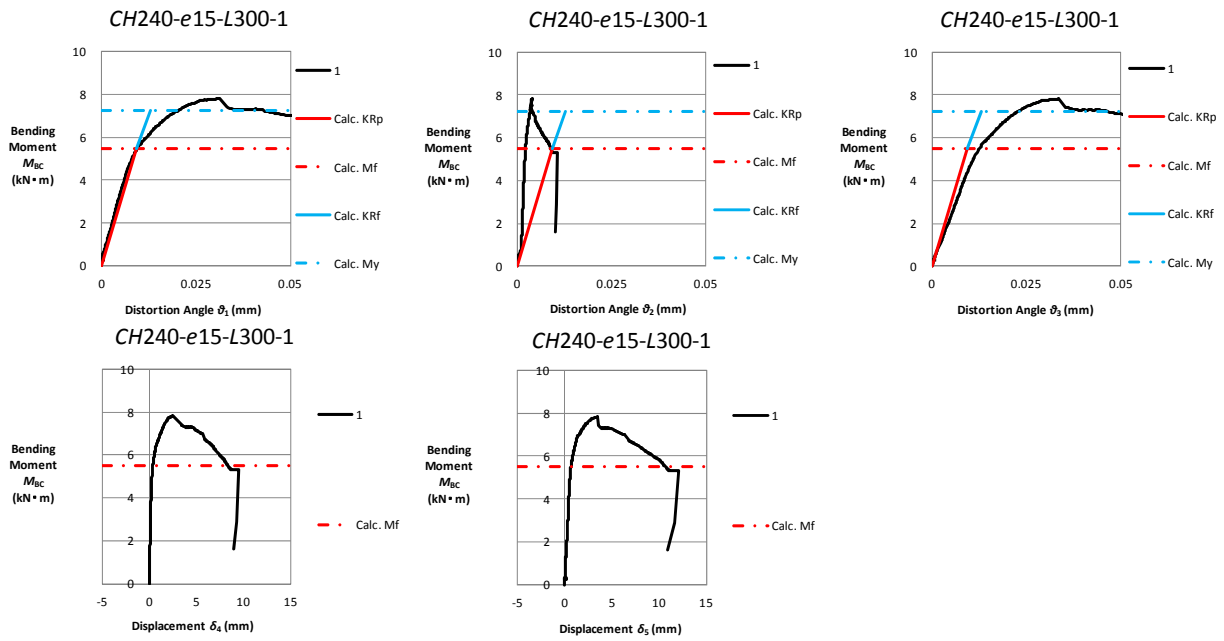 CH240-e15-L300-1
10
8
6
4
2
0
0
0.05
Bending
Moment
MBC
(kN・m)
Distortion Angle ϑ1 (mm)
1
Calc. KRp
Calc. Mf
Calc. KRf
Calc. My
CH240-e15-L300-1
10
8
6
4
2
0
0
0.05
Bending
Moment
MBC
(kN・m)
Distortion Angle ϑ2 (mm)
1
Calc. KRp
Calc. Mf
Calc. KRf
Calc. My
CH240-e15-L300-1
10
8
6
4
2
0
0
0.05
Bending
Moment
MBC
(kN・m)
Distortion Angle ϑ3 (mm)
1
Calc. KRp
Calc. Mf
Calc. KRf
Calc. My
CH240-e15-L300-1
10
8
6
4
2
0
-5
0
5
10
15
Bending
Moment
MBC
(kN・m)
Displacement δ4 (mm)
1
Calc. Mf
CH240-e15-L300-1
10
8
6
4
2
0
-5
0
5
10
15
Bending
Moment
MBC
(kN・m)
Displacement δ5 (mm)
1
Calc. Mf